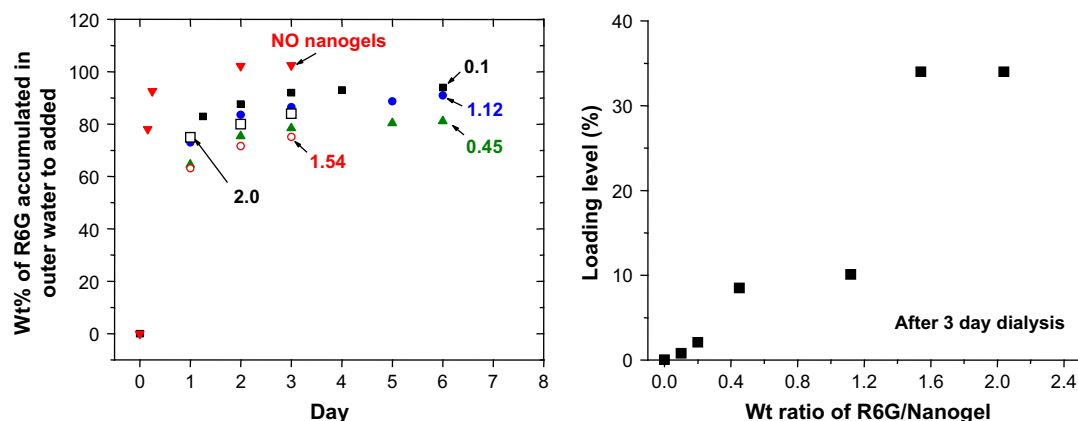 Wt% of R6G accumulated in
outer water to added
120
100
80
60
40
20
0
NO nanogels
0.1
1.12
0.45
1.54
2.0
0 1 2 3 4 5 6 7 8
Day
Loading level (%)
40
30
20
10
0
After 3 day dialysis
0.0 0.4 0.8 1.2 1.6 2.0 2.4
Wt ratio of R6G/Nanogel